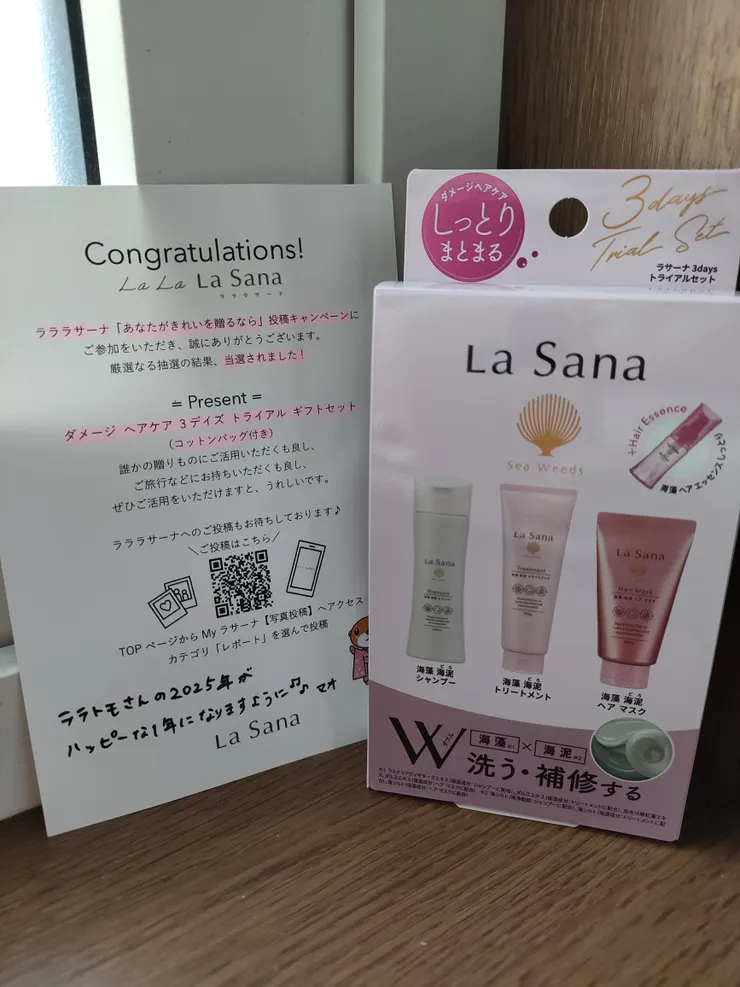 Congratulations!
La La La Sana
ラララサーナ
ラララサーナ「あなたがきれいを贈るなら」投稿キャンペーンに
ご参加をいただき、誠にありがとうございます。
厳選なる抽選の結果、当選されました！
= Present =
ダメージ ヘアケア 3デイズ トライアル ギフトセット
(コットンバッグ付き)
誰かの贈りものにご活用いただくも良し、
ご旅行などにお持ちいただくも良し、
ぜひご活用をいただけますと、うれしいです。
ラララサーナへのご投稿もお待ちしております♪
＼ご投稿はこちら／
TOPページからMyラサーナ【写真投稿】へアクセス
カテゴリ「レポート」を選んで投稿
ララトモさんの2025年が
ハッピーな1年になりますように♫♪ マオ
La Sana
ダメージヘアケア
しっとり
まとまる
3days
Trial Set
ラサーナ 3days
トライアルセット
La Sana
Sea Weeds
+Hair Essence
海藻 ヘア エッセンス しっとり
La Sana
Shampoo
La Sana
Treatment
La Sana
Hair Mask
海藻 海泥
シャンプー
海藻 海泥
トリートメント
海藻 海泥
ヘア マスク
W ダブル
海藻※1 × 海泥※2
洗う・補修する